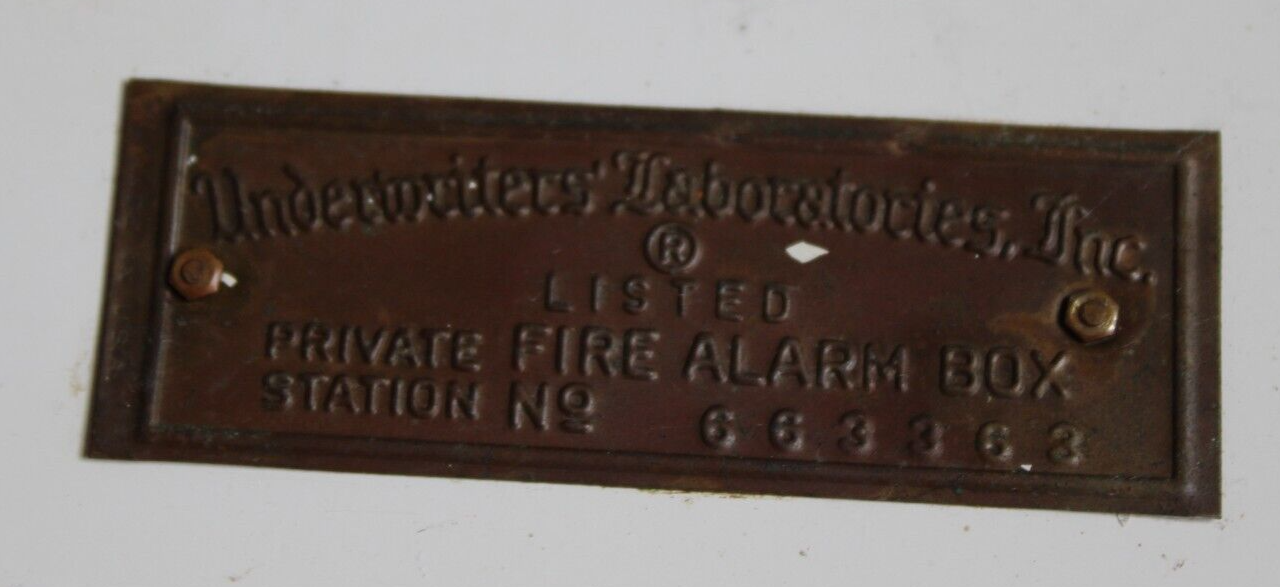 Underwriters' Laboratories, Inc.
®
LISTED
PRIVATE FIRE ALARM BOX
STATION Nº 663363